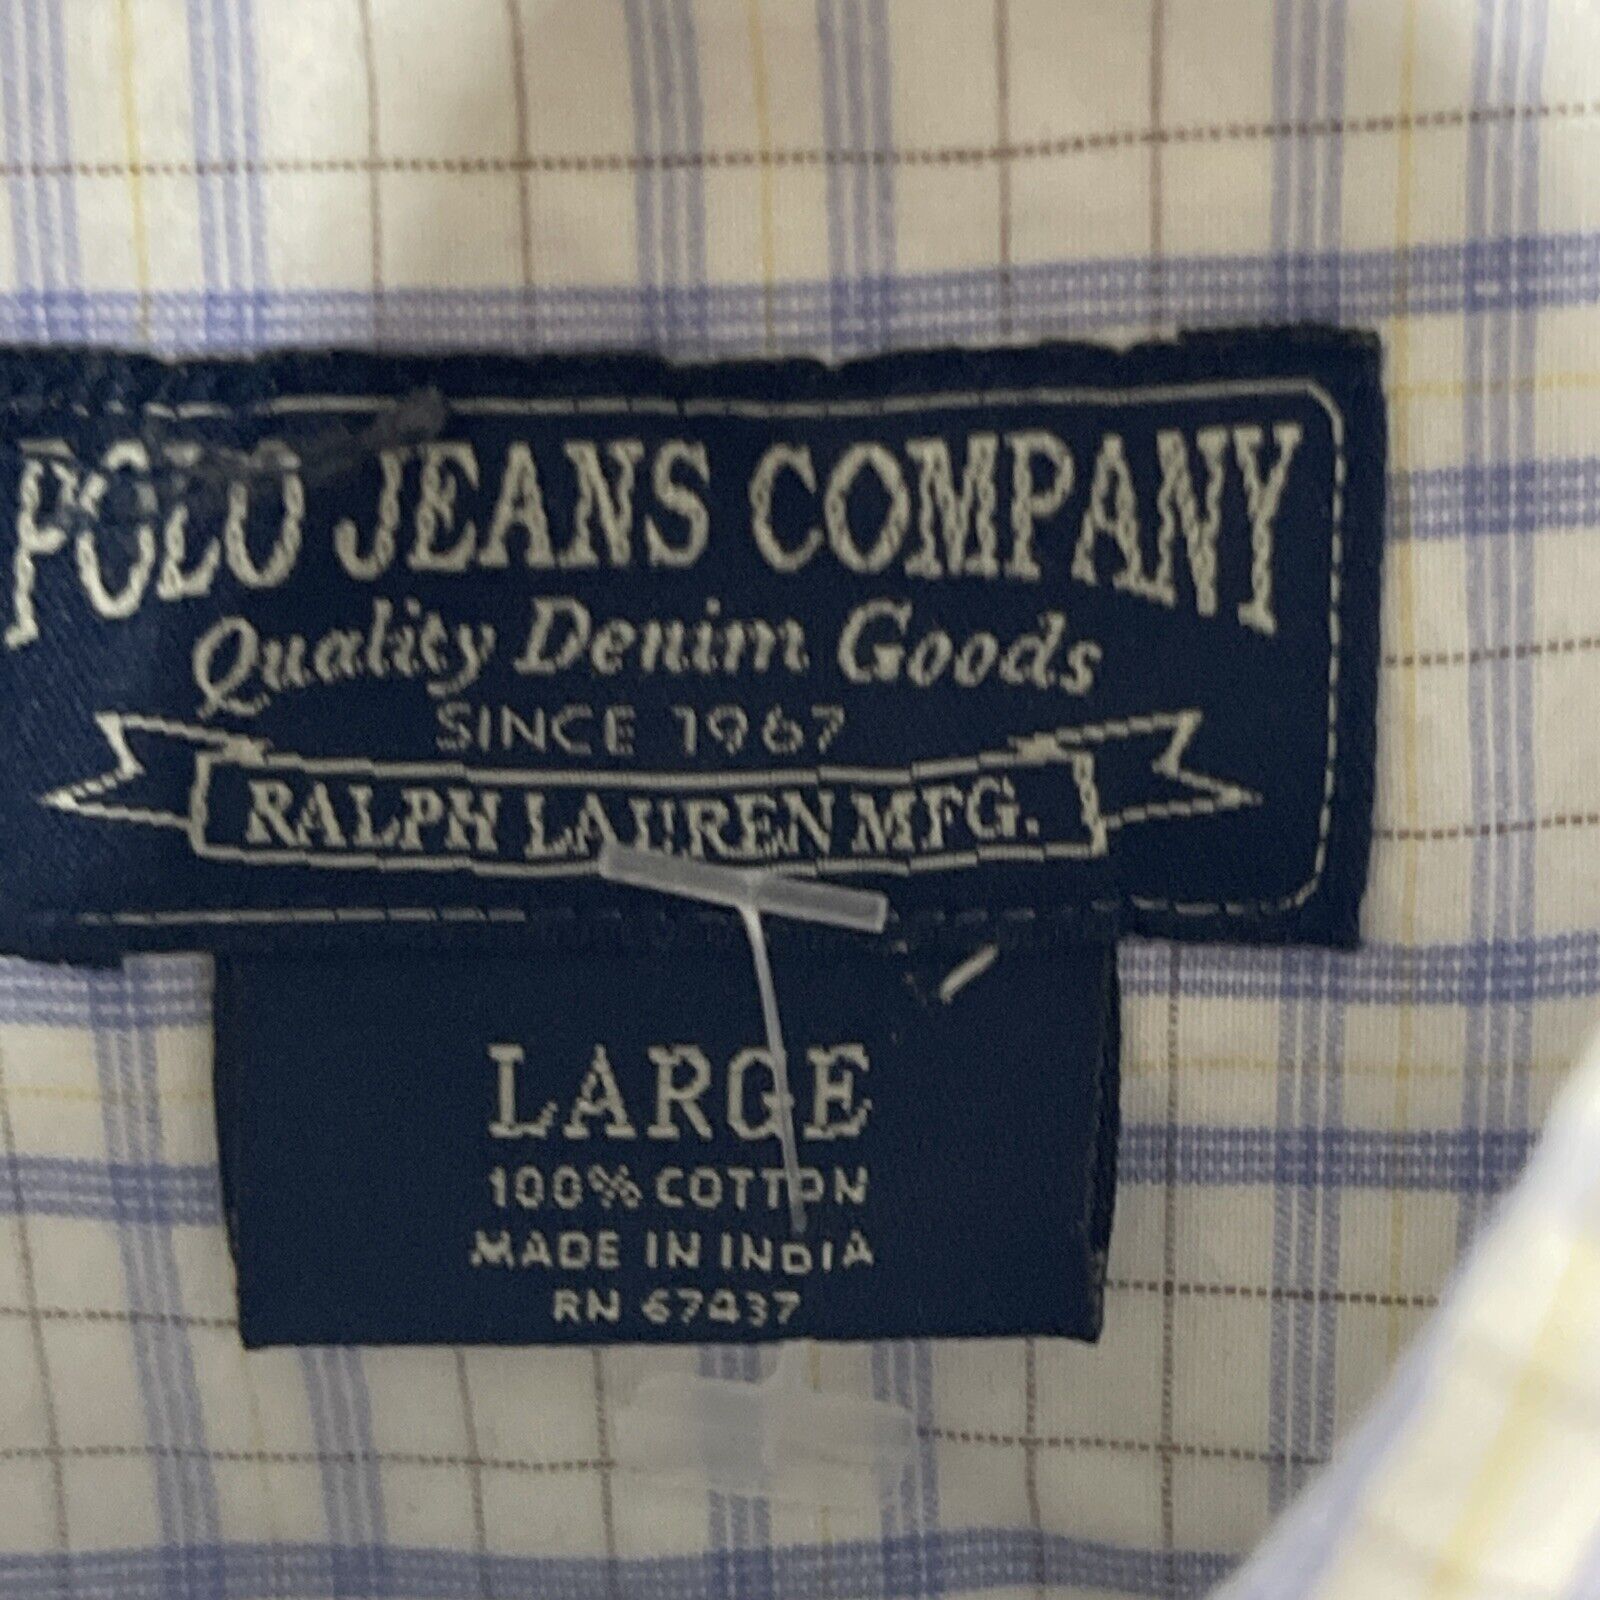 POLO JEANS COMPANY
Quality Denim Goods
SINCE 1967
RALPH LAUREN MFG.
LARGE
100% COTTON
MADE IN INDIA
RN 67437